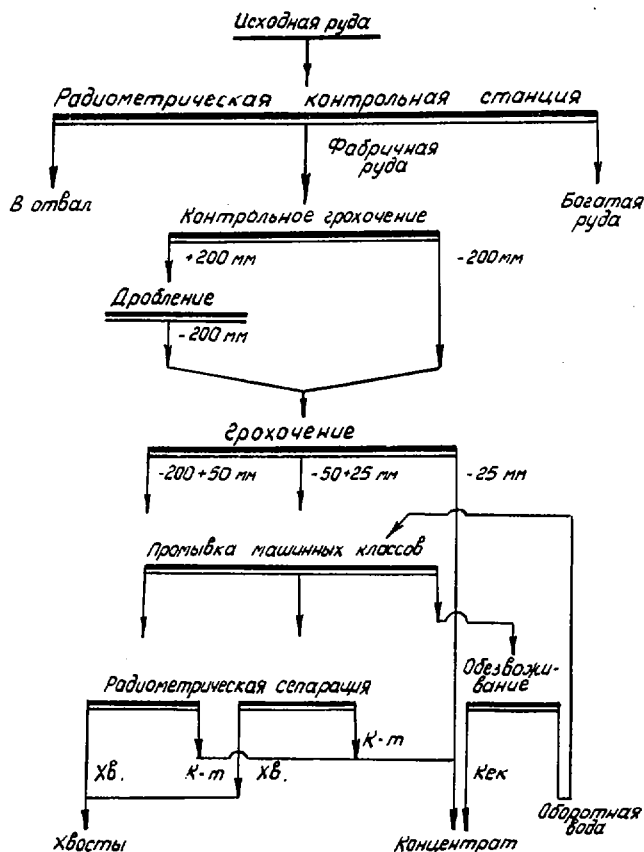 Исходная руда
Радиометрическая контрольная станция
Фабричная
руда
В отвал
Богатая
руда
Контрольное грохочение
+200 мм
-200 мм
Дробление
-200 мм
Грохочение
-200+50 мм
-50+25 мм
-25 мм
Промывка машинных классов
Обезвожи-
вание
Радиометрическая сепарация
К-т
Хв.
К-т
Хв.
Кек
Оборотная
вода
Хвосты
Концентрат